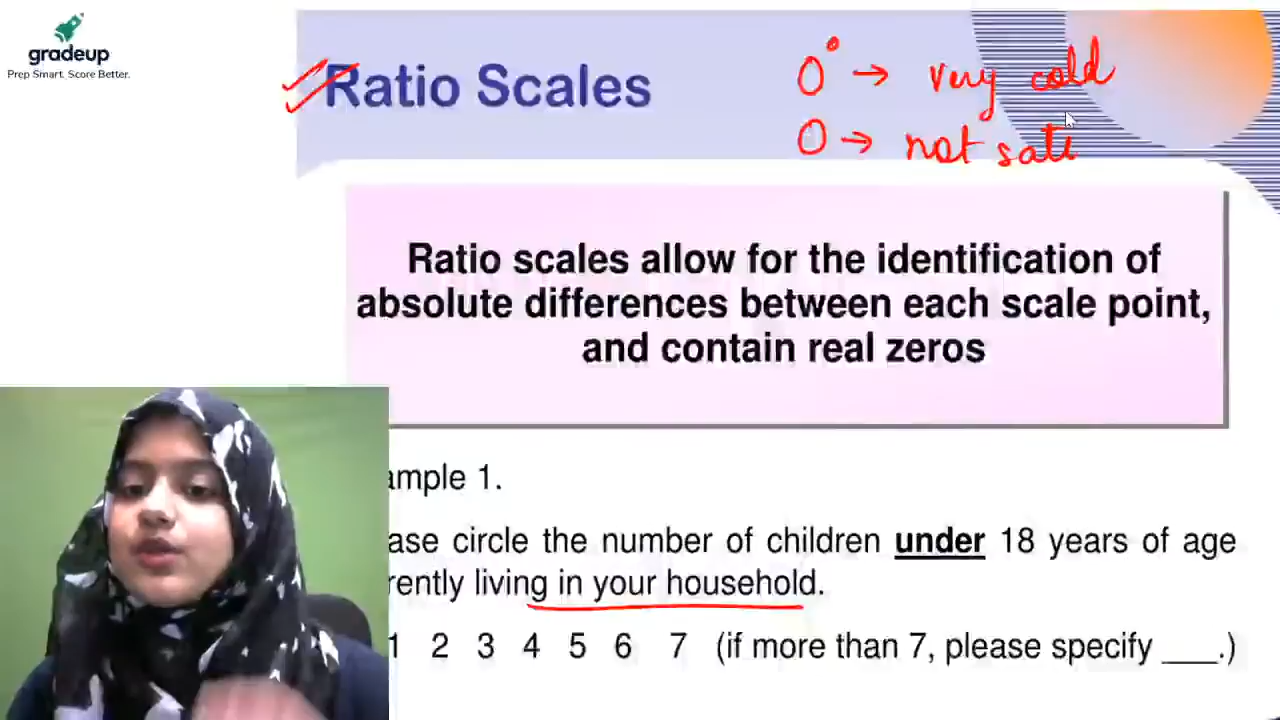 gradeup
Prep Smart. Score Better.
Ratio Scales
0° → very cold
0 → not sati
Ratio scales allow for the identification of
absolute differences between each scale point,
and contain real zeros
ample 1.
ase circle the number of children under 18 years of age
rently living in your household.
1 2 3 4 5 6 7 (if more than 7, please specify ___.)